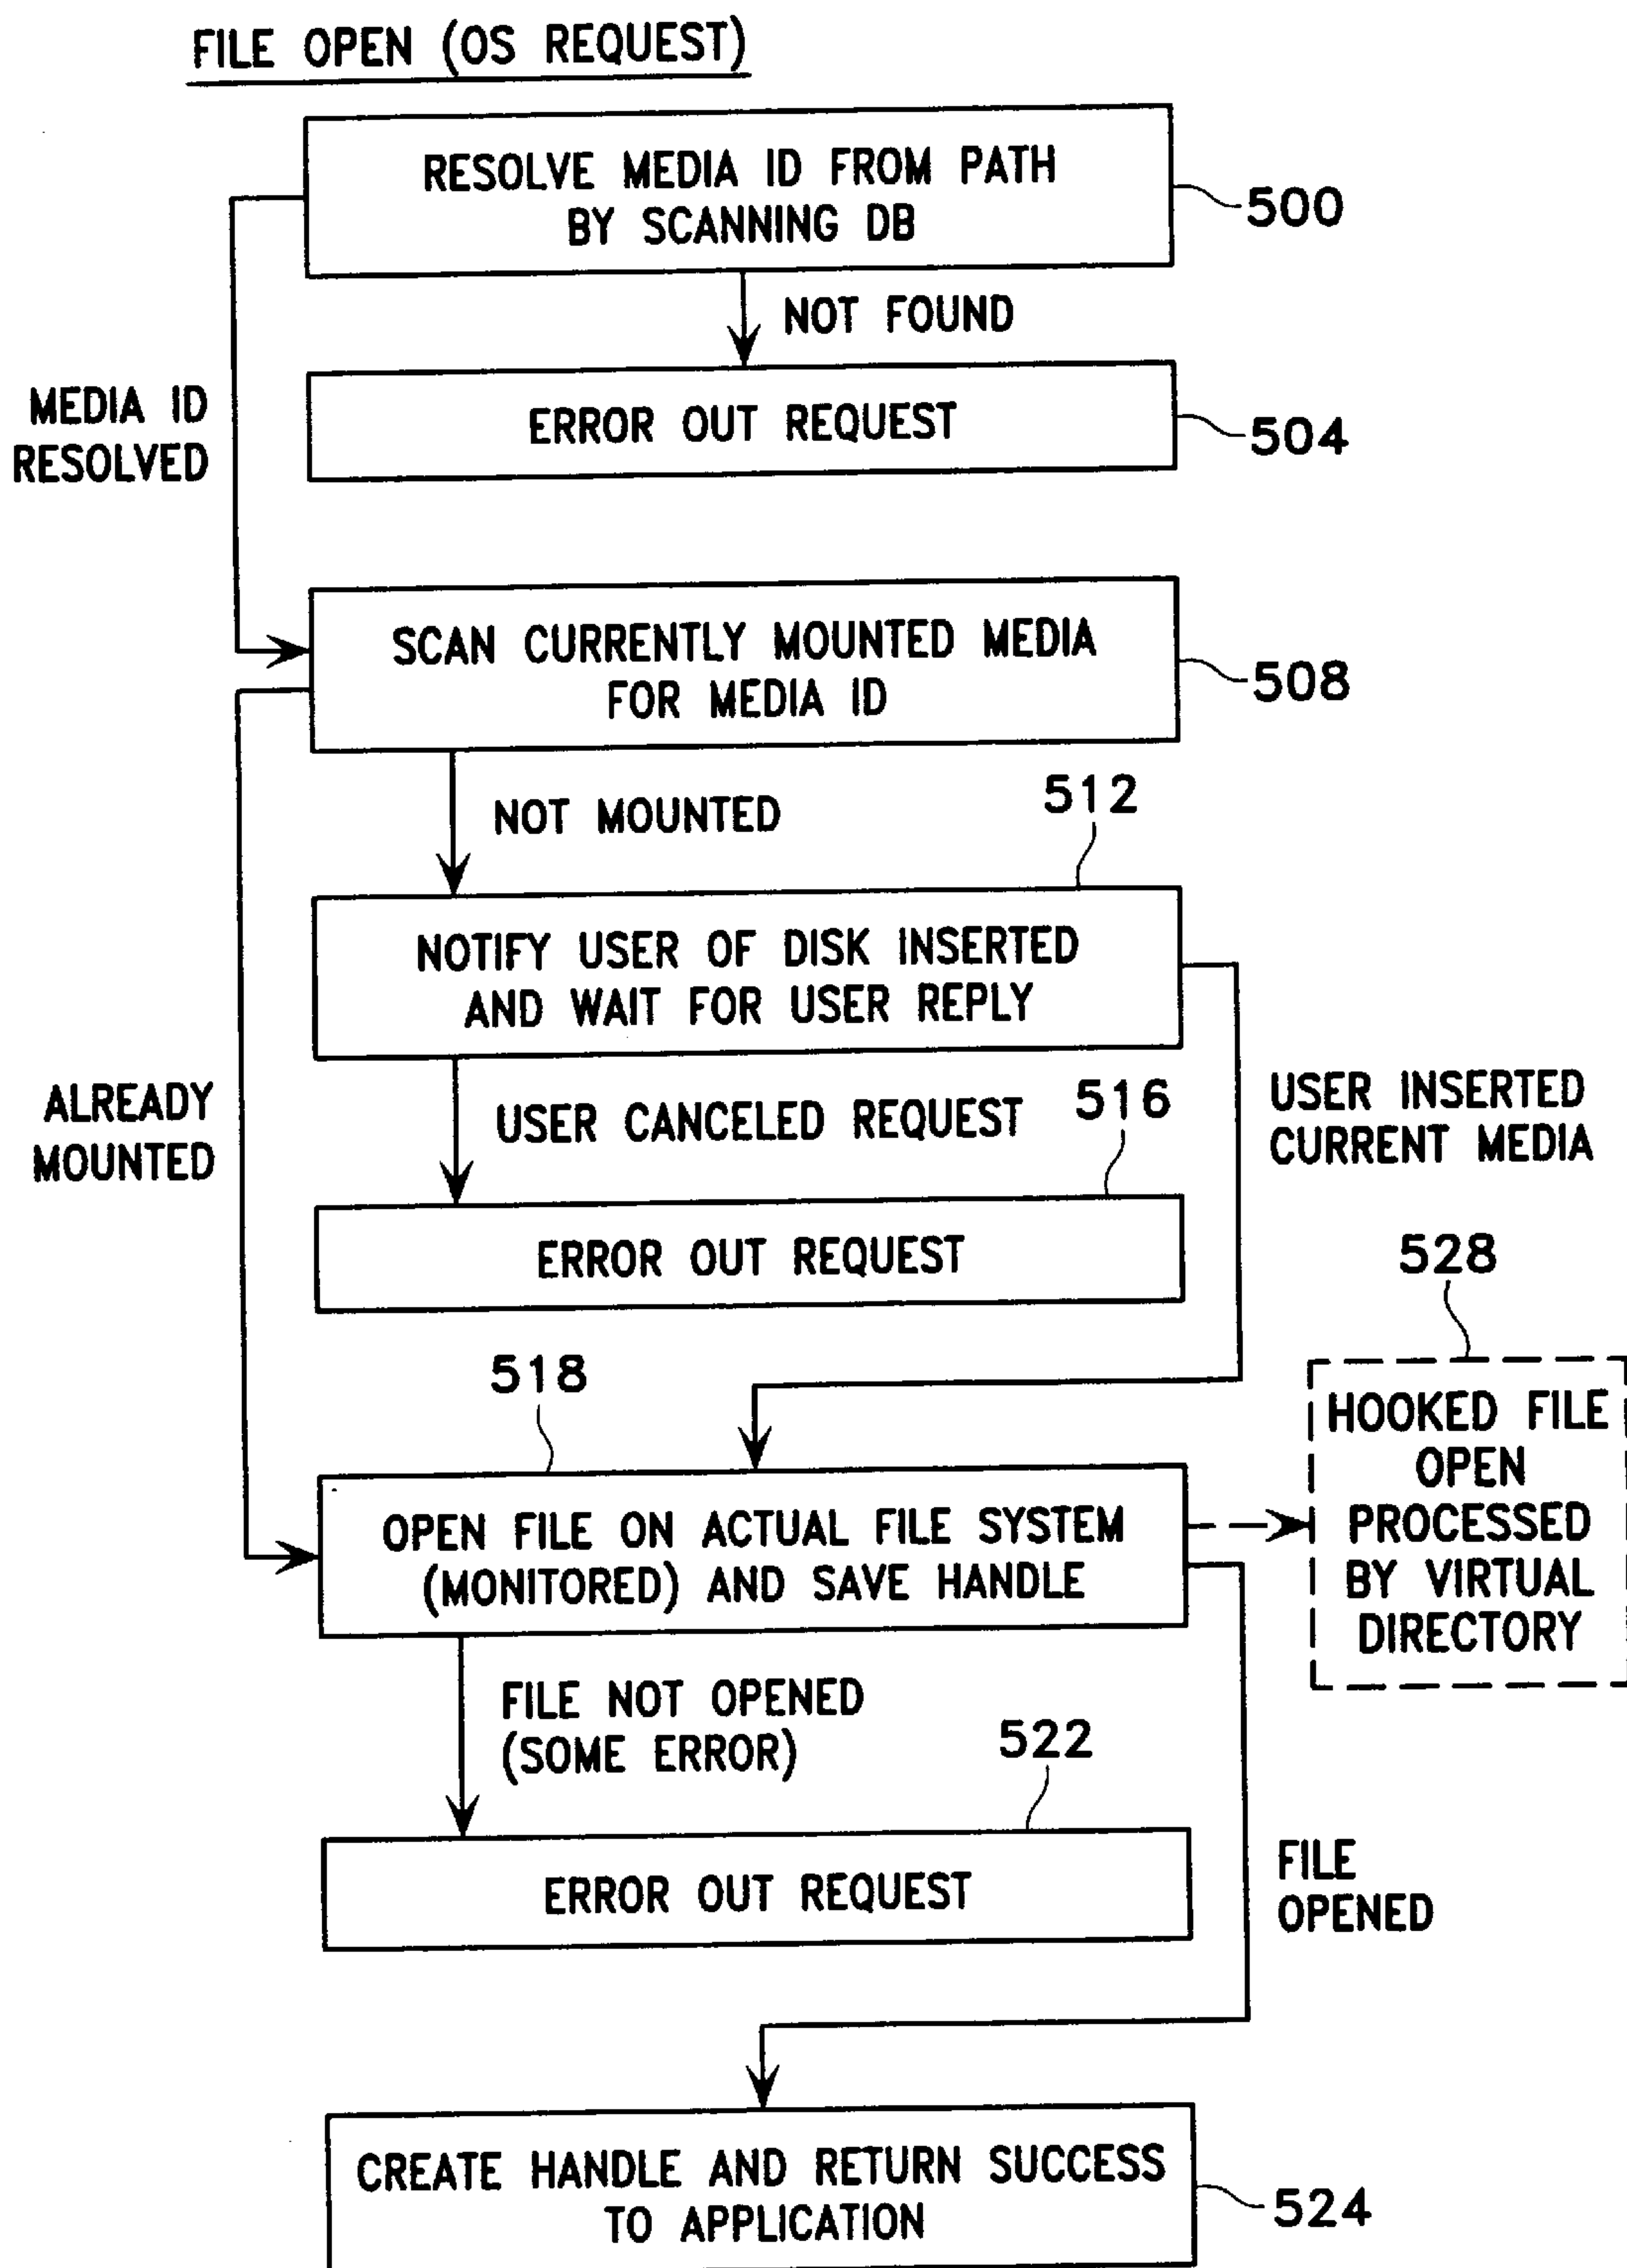 FILE OPEN (OS REQUEST)
RESOLVE MEDIA ID FROM PATH
BY SCANNING DB
500
NOT FOUND
MEDIA ID
RESOLVED
ERROR OUT REQUEST
504
SCAN CURRENTLY MOUNTED MEDIA
FOR MEDIA ID
508
NOT MOUNTED
512
NOTIFY USER OF DISK INSERTED
AND WAIT FOR USER REPLY
ALREADY
MOUNTED
USER CANCELED REQUEST
516
USER INSERTED
CURRENT MEDIA
ERROR OUT REQUEST
528
HOOKED FILE
OPEN
PROCESSED
BY VIRTUAL
DIRECTORY
518
OPEN FILE ON ACTUAL FILE SYSTEM
(MONITORED) AND SAVE HANDLE
FILE NOT OPENED
(SOME ERROR)
522
ERROR OUT REQUEST
FILE
OPENED
CREATE HANDLE AND RETURN SUCCESS
TO APPLICATION
524